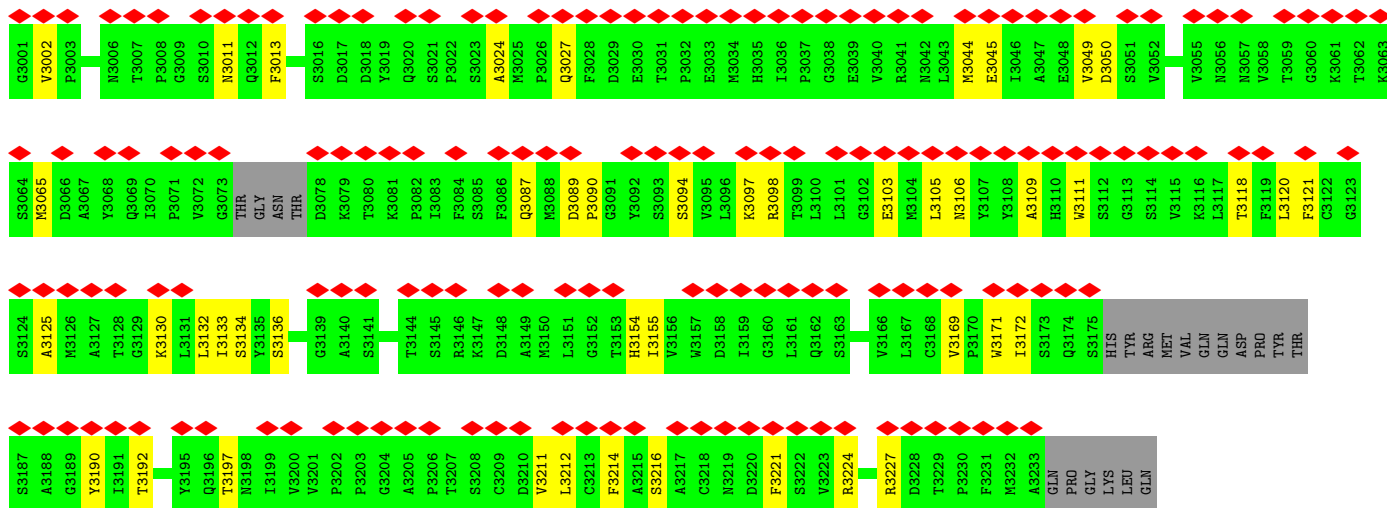 G3001 V3002 P3003 N3006 T3007 P3008 G3009 S3010 N3011 Q3012 F3013 S3016 D3017 D3018 Y3019 Q3020 S3021 P3022 S3023 A3024 M3025 P3026 Q3027 F3028 D3029 E3030 T3031 P3032 E3033 M3034 H3035 I3036 P3037 G3038 E3039 V3040 R3041 N3042 L3043 M3044 E3045 I3046 A3047 E3048 V3049 D3050 S3051 V3052 V3055 N3056 N3057 V3058 T3059 G3060 K3061 T3062 K3063
S3064 M3065 D3066 A3067 Y3068 Q3069 I3070 P3071 V3072 G3073 THR GLY ASN THR D3078 K3079 T3080 K3081 P3082 I3083 F3084 S3085 F3086 Q3087 M3088 D3089 P3090 G3091 Y3092 S3093 S3094 V3095 L3096 K3097 R3098 T3099 L3100 L3101 G3102 E3103 M3104 L3105 N3106 Y3107 Y3108 A3109 H3110 W3111 S3112 G3113 S3114 V3115 K3116 L3117 T3118 F3119 L3120 F3121 C3122 G3123
S3124 A3125 M3126 A3127 T3128 G3129 K3130 L3131 L3132 I3133 S3134 Y3135 S3136 G3139 A3140 S3141 T3144 S3145 R3146 K3147 D3148 A3149 M3150 L3151 G3152 T3153 H3154 I3155 V3156 W3157 D3158 I3159 G3160 L3161 Q3162 S3163 V3166 L3167 C3168 V3169 P3170 W3171 I3172 S3173 Q3174 S3175 HIS TYR ARG MET VAL GLN GLN ASP PRO TYR THR
S3187 A3188 G3189 Y3190 I3191 T3192 Y3195 Q3196 T3197 N3198 I3199 V3200 V3201 P3202 P3203 G3204 A3205 P3206 T3207 S3208 C3209 D3210 V3211 L3212 C3213 F3214 A3215 S3216 A3217 C3218 N3219 D3220 F3221 S3222 V3223 R3224 R3227 D3228 T3229 P3230 F3231 M3232 A3233 GLN PRO GLY LYS LEU GLN